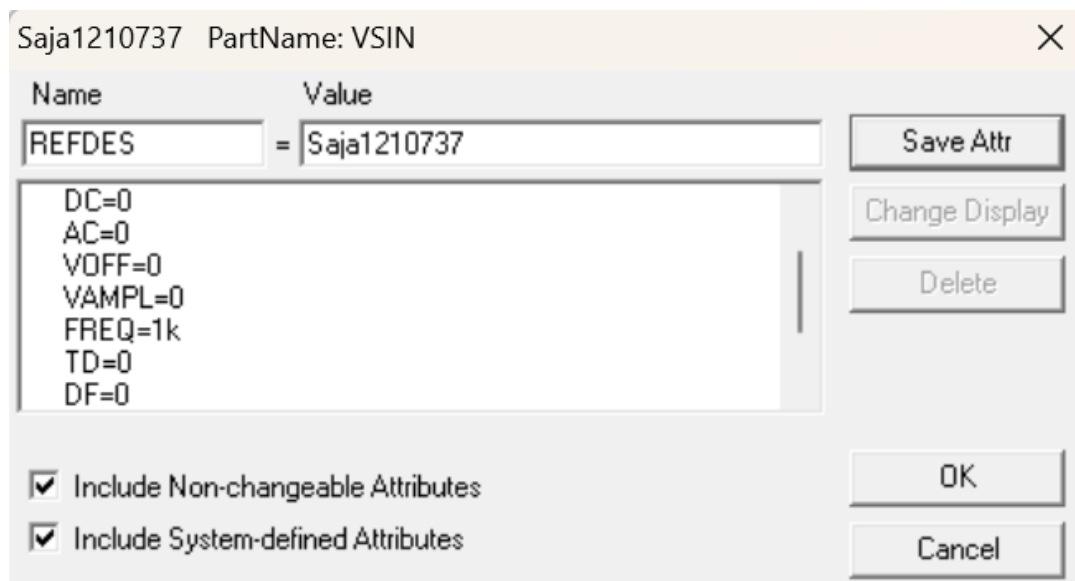 Saja1210737 PartName: VSIN
Name Value
REFDES = Saja1210737
Save Attr
DC=0
AC=0
VOFF=0
VAMPL=0
FREQ=1k
TD=0
DF=0
Change Display
Delete
Include Non-changeable Attributes
Include System-defined Attributes
OK
Cancel